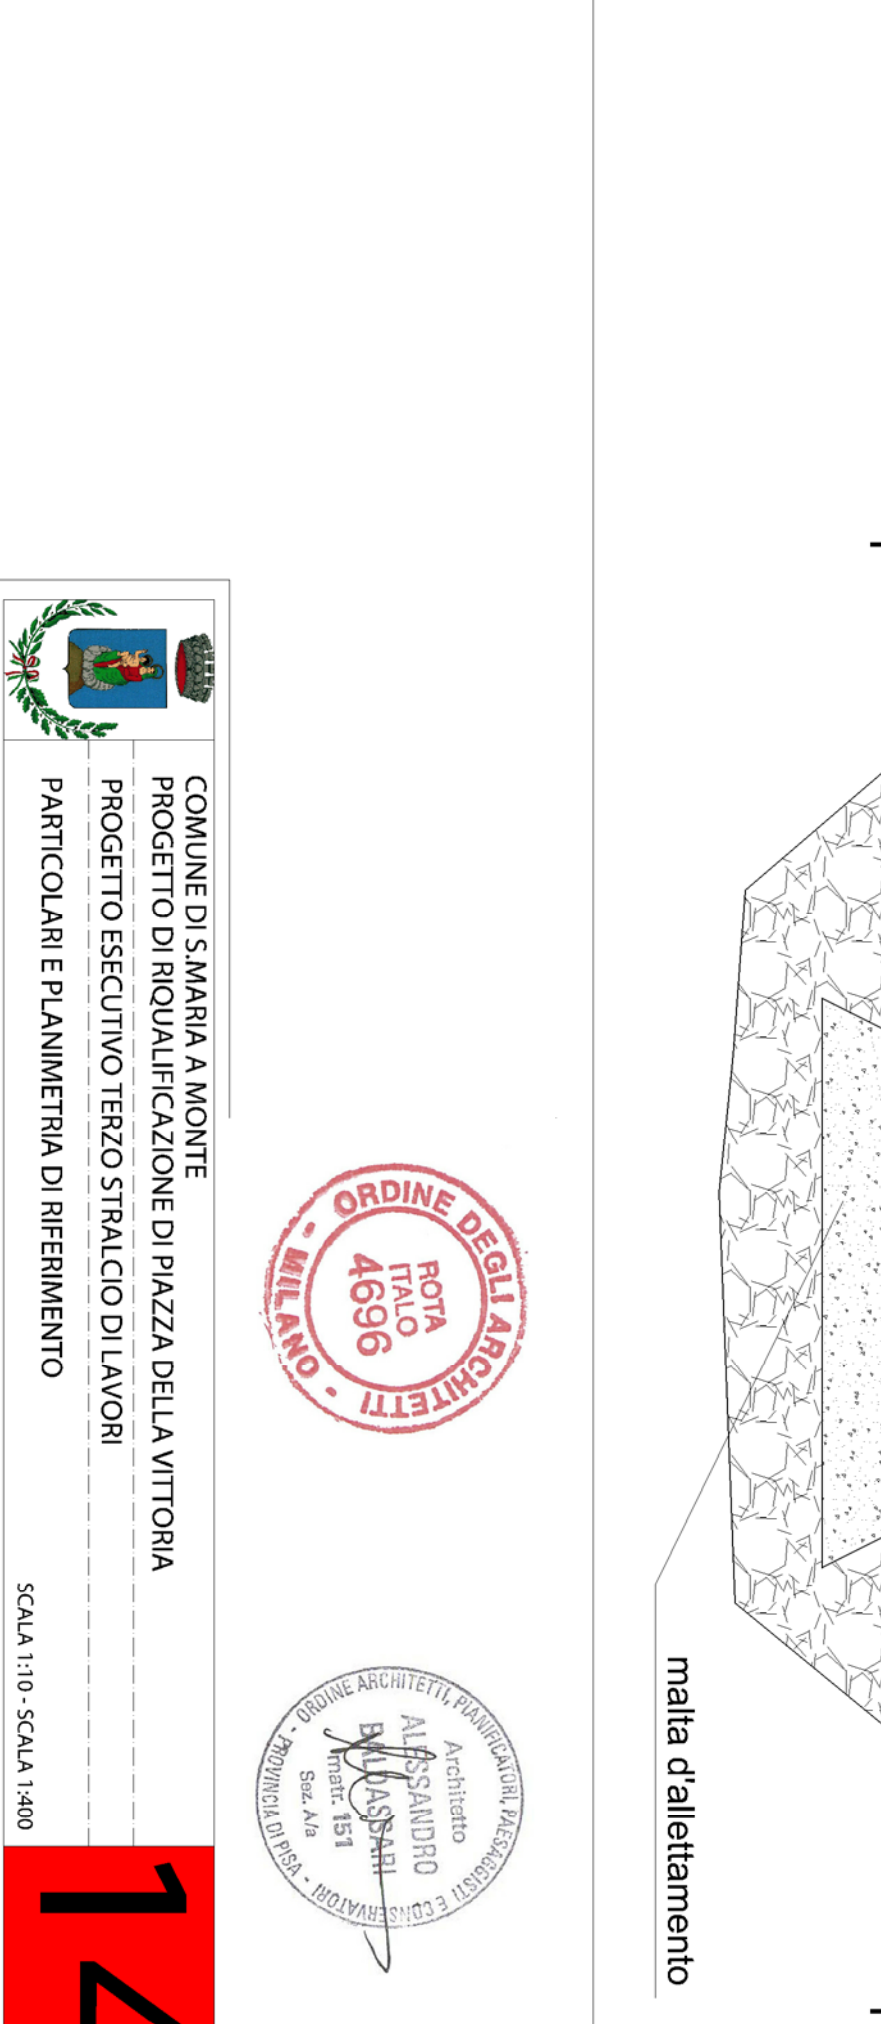 COMUNE DI S.MARIA A MONTE
PROGETTO DI RIQUALIFICAZIONE DI PIAZZA DELLA VITTORIA
PROGETTO ESECUTIVO TERZO STRALCIO DI LAVORI
PARTICOLARI E PLANIMETRIA DI RIFERIMENTO
SCALA 1:10 - SCALA 1:400
1
ORDINE DEGLI ARCHITETTI
- MILANO -
ROTA
ITALO
4696
ORDINE ARCHITETTI, PIANIFICATORI, PAESAGGISTI E CONSERVATORI
- PROVINCIA DI PISA -
Architetto
ALESSANDRO
BALDASSARI
matr. 151
Sez. A/a
malta d'allettamento